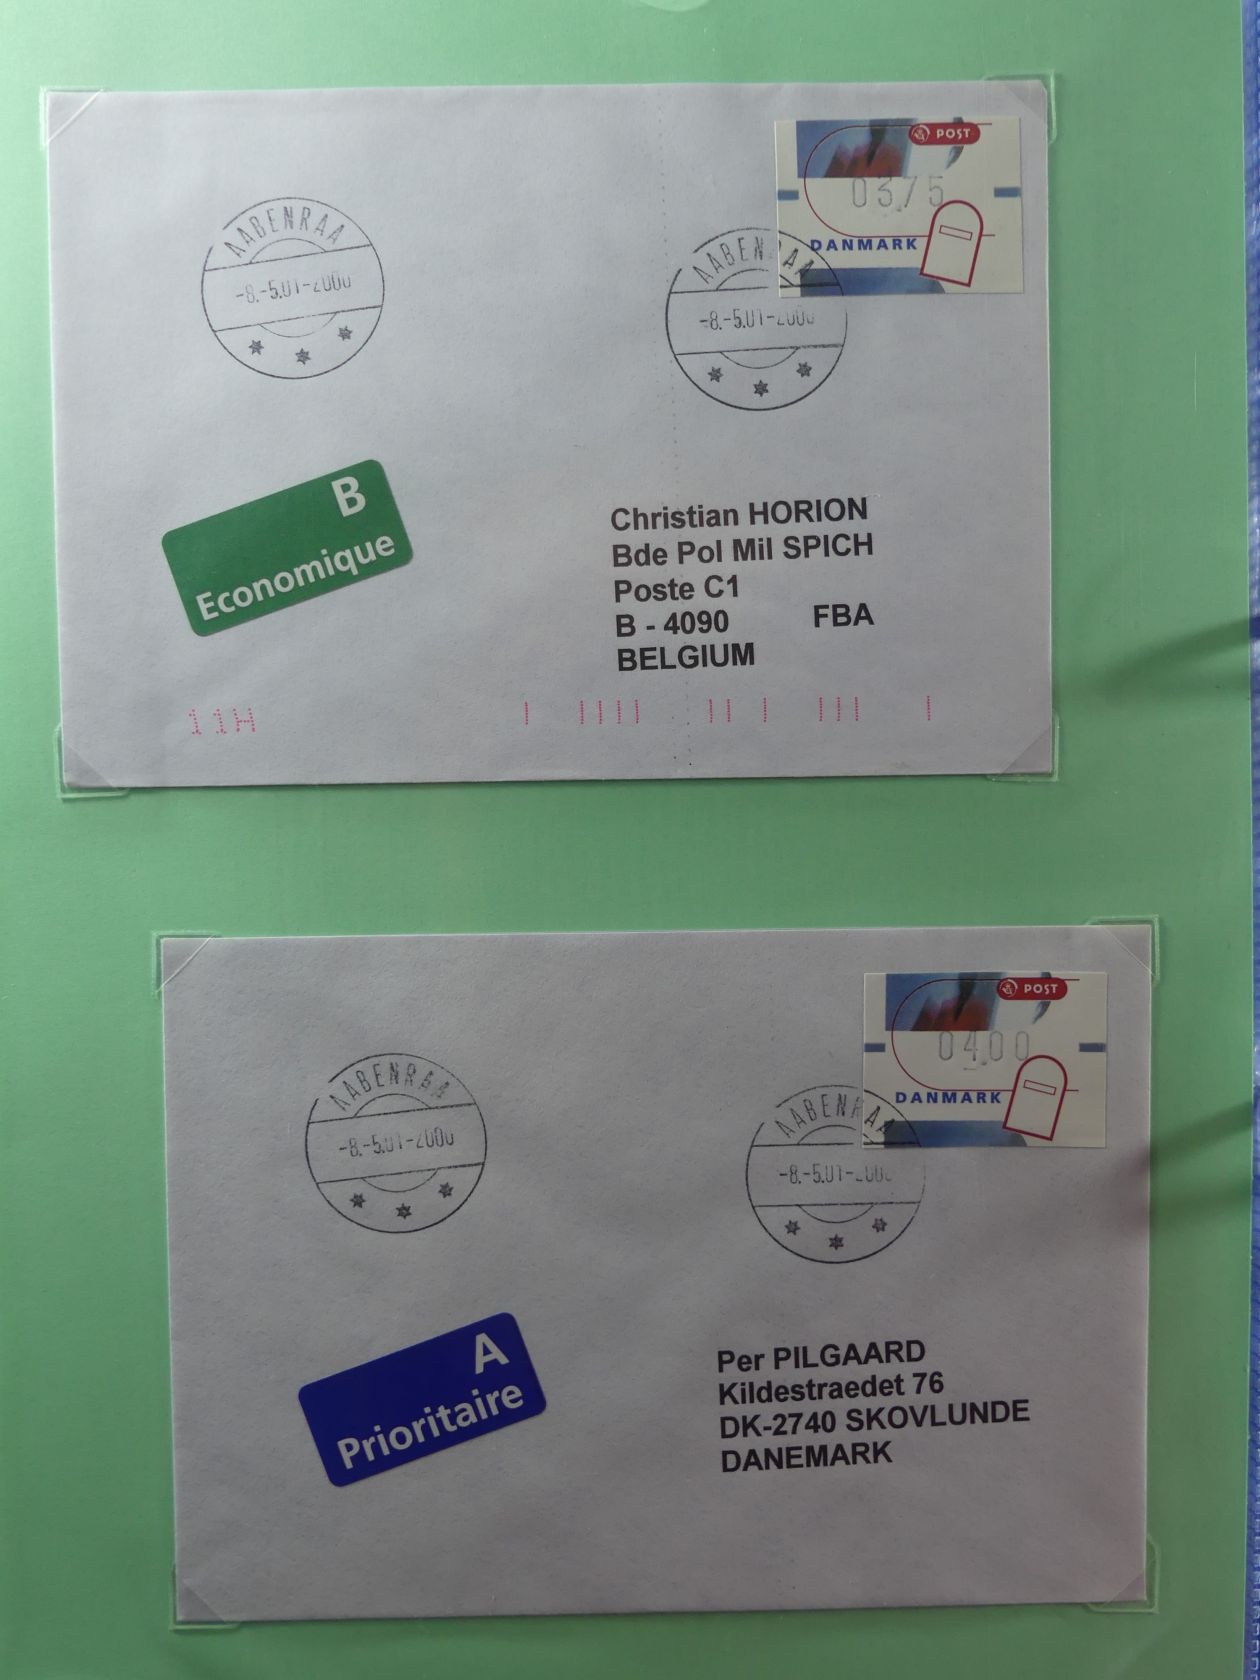 POST
0375
DANMARK
AABENRAA
-8.-5.01-2000
AABENRAA
-8.-5.01-2000
B
Economique
Christian HORION
Bde Pol Mil SPICH
Poste C1
B - 4090 FBA
BELGIUM
11H
POST
0400
DANMARK
AABENRAA
-8.-5.01-2000
AABENRAA
-8.-5.01-200
A
Prioritaire
Per PILGAARD
Kildestraedet 76
DK-2740 SKOVLUNDE
DANEMARK